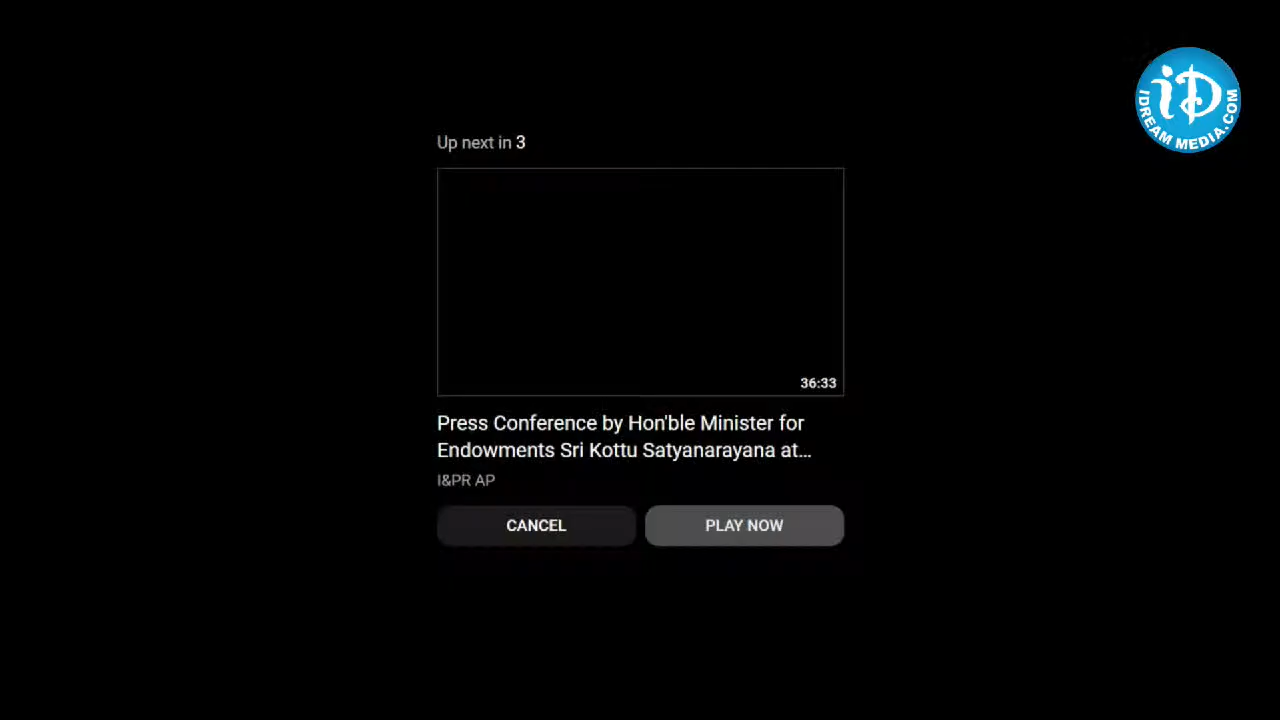 iD
IDREAM MEDIA.COM
Up next in 3
36:33
Press Conference by Hon'ble Minister for
Endowments Sri Kottu Satyanarayana at...
I&PR AP
CANCEL
PLAY NOW